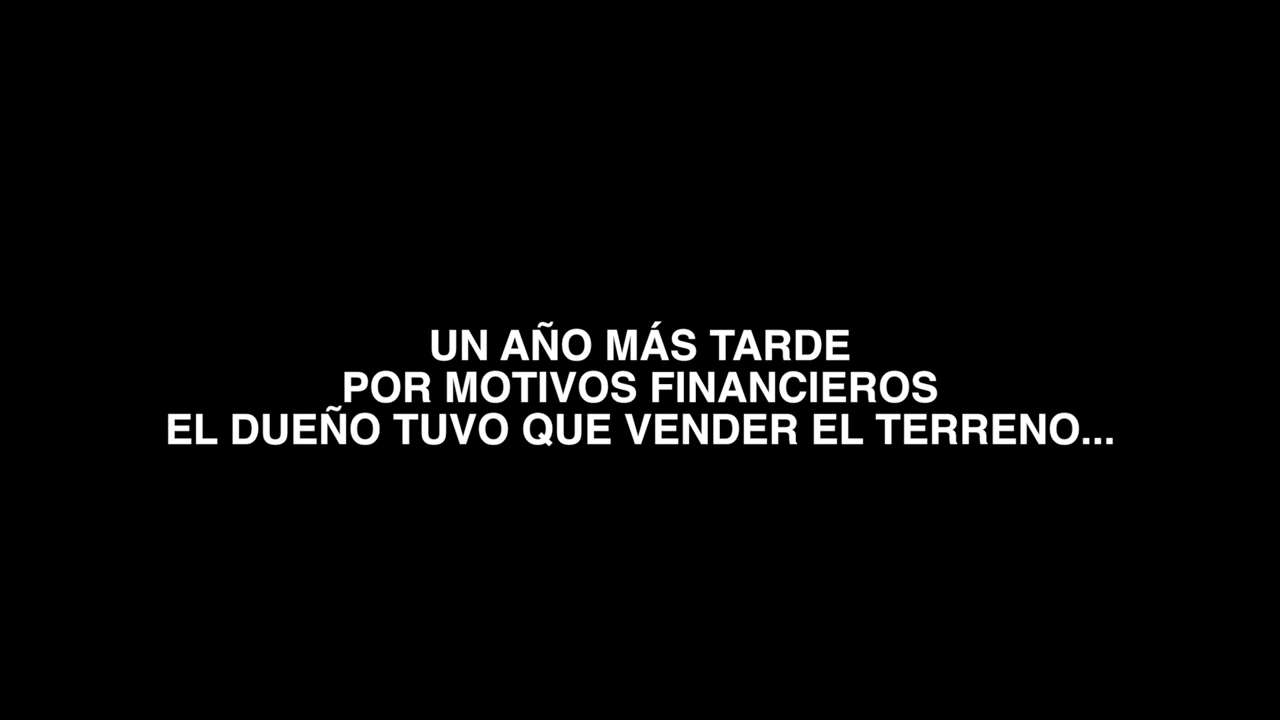 UN AÑO MÁS TARDE
POR MOTIVOS FINANCIEROS
EL DUEÑO TUVO QUE VENDER EL TERRENO...